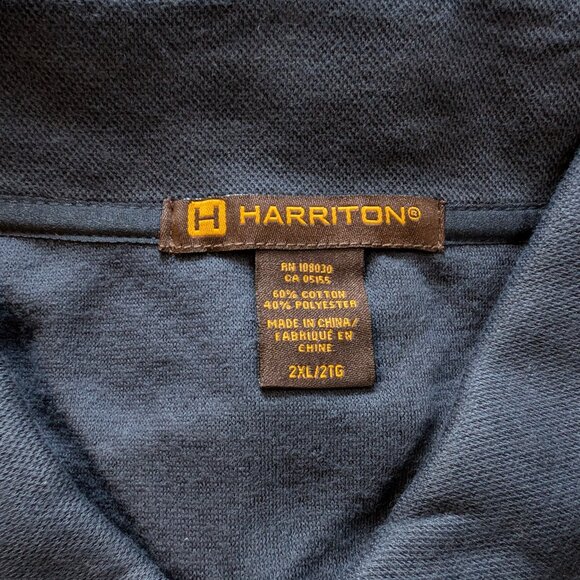 H HARRITON®
RN 108030
CA 05155
60% COTTON
40% POLYESTER
MADE IN CHINA/
FABRIQUÉ EN
CHINE
2XL/2TG